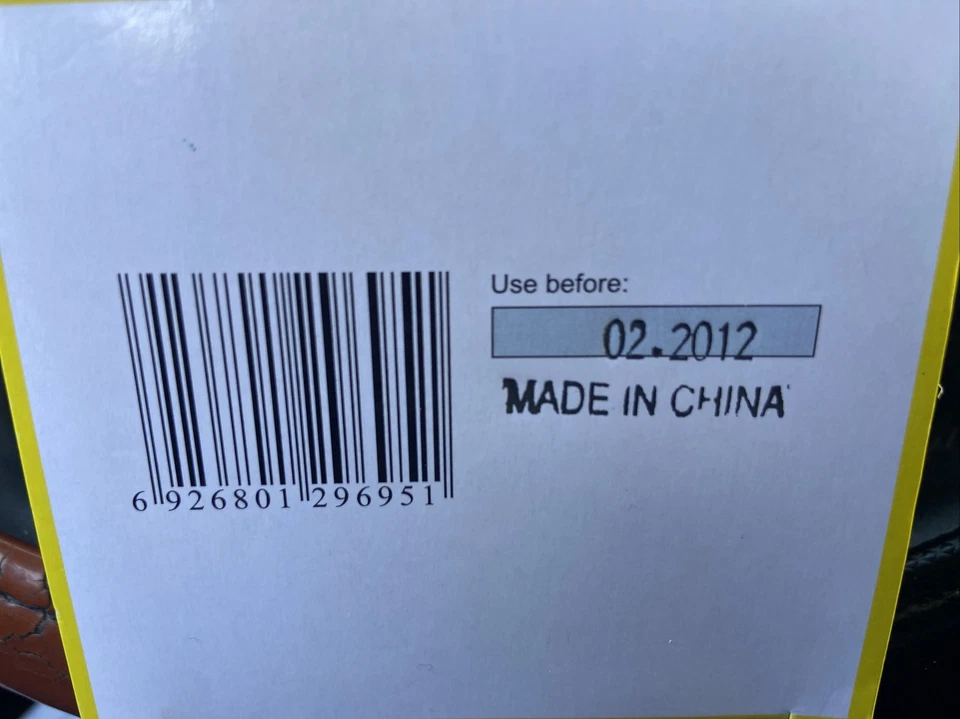 Use before:
02.2012
MADE IN CHINA
6 926801 296951